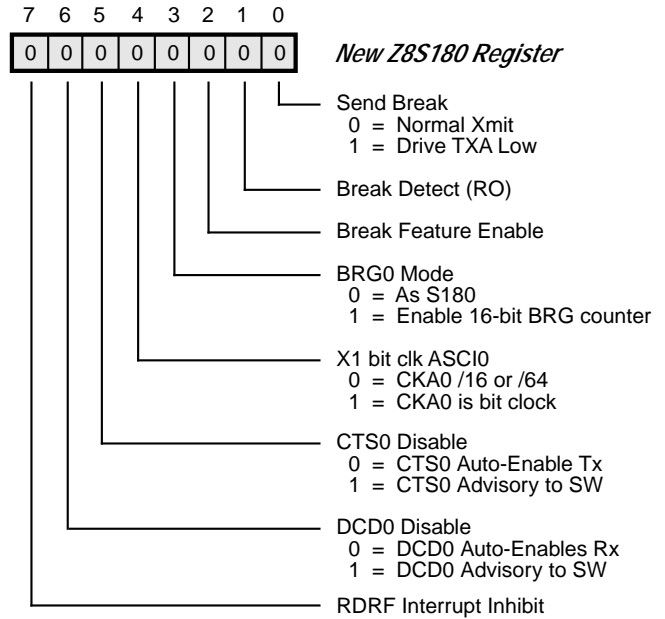 7 6 5 4 3 2 1 0
0 0 0 0 0 0 0 0
New Z8S180 Register
Send Break
0 = Normal Xmit
1 = Drive TXA Low
Break Detect (RO)
Break Feature Enable
BRG0 Mode
0 = As S180
1 = Enable 16-bit BRG counter
X1 bit clk ASCI0
0 = CKA0 /16 or /64
1 = CKA0 is bit clock
CTS0 Disable
0 = CTS0 Auto-Enable Tx
1 = CTS0 Advisory to SW
DCD0 Disable
0 = DCD0 Auto-Enables Rx
1 = DCD0 Advisory to SW
RDRF Interrupt Inhibit